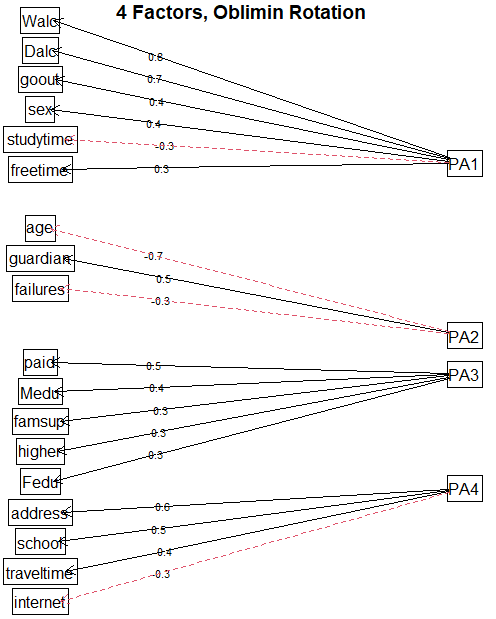 4 Factors, Oblimin Rotation
Walc
Dalc
goout
sex
studytime
freetime
0.8
0.7
0.4
0.4
-0.3
0.3
PA1
age
guardian
failures
-0.7
0.5
-0.3
PA2
paid
Medu
famsup
higher
Fedu
0.5
0.4
0.3
0.3
0.3
PA3
address
school
traveltime
internet
0.6
0.5
0.4
-0.3
PA4